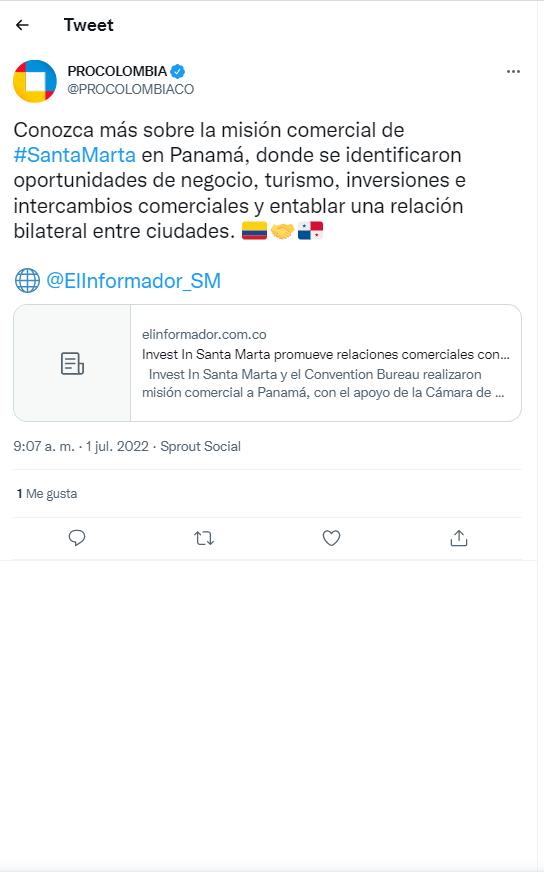 Tweet
PROCOLOMBIA
@PROCOLOMBIACO
Conozca más sobre la misión comercial de
#SantaMarta en Panamá, donde se identificaron
oportunidades de negocio, turismo, inversiones e
intercambios comerciales y entablar una relación
bilateral entre ciudades. 🇨🇴🤝🇵🇦
🌐 @ElInformador_SM
elinformador.com.co
Invest In Santa Marta promueve relaciones comerciales con...
Invest In Santa Marta y el Convention Bureau realizaron
misión comercial a Panamá, con el apoyo de la Cámara de ...
9:07 a. m. · 1 jul. 2022 · Sprout Social
1 Me gusta